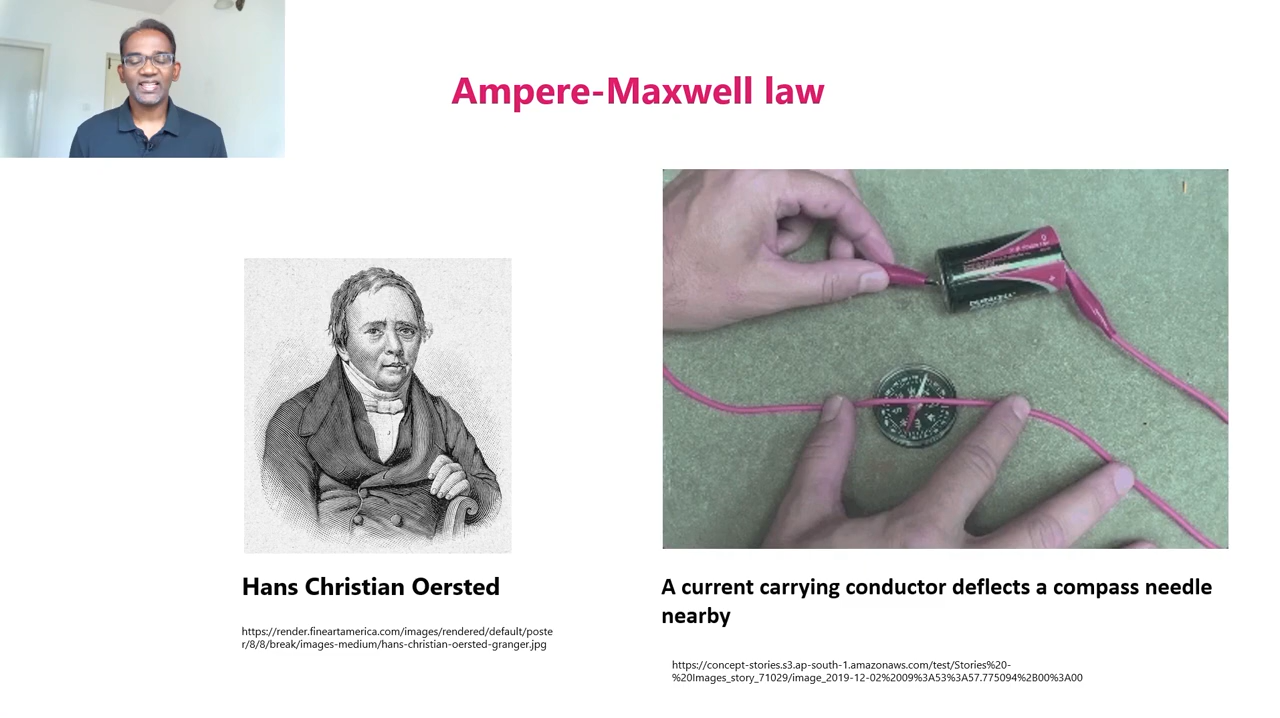 Ampere-Maxwell law
Hans Christian Oersted
https://render.fineartamerica.com/images/rendered/default/poste
r/8/8/break/images-medium/hans-christian-oersted-granger.jpg
A current carrying conductor deflects a compass needle
nearby
https://concept-stories.s3.ap-south-1.amazonaws.com/test/Stories%20-
%20Images_story_71029/image_2019-12-02%2009%3A53%3A57.775094%2B00%3A00